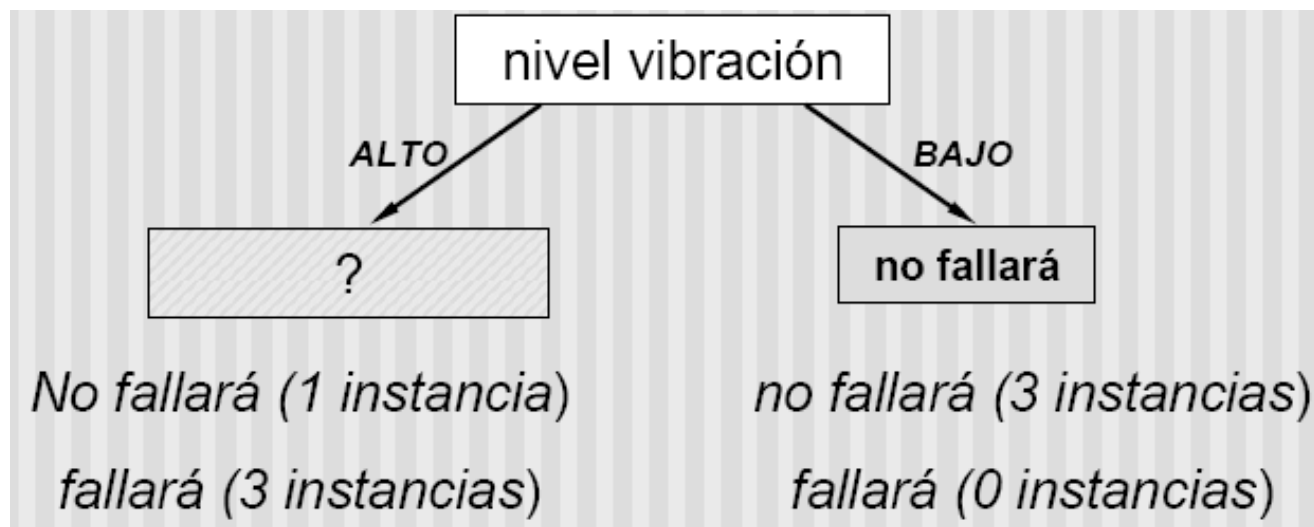 nivel vibración
ALTO
BAJO
?
no fallará
No fallará (1 instancia)
no fallará (3 instancias)
fallará (3 instancias)
fallará (0 instancias)